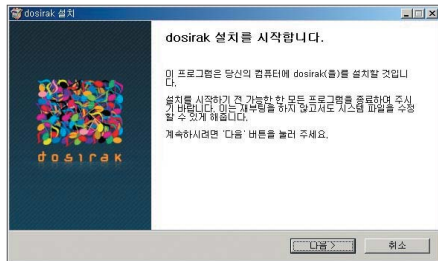 dosirak 설치
dosirak 설치를 시작합니다.
이 프로그램은 당신의 컴퓨터에 dosirak(을)를 설치할 것입니
다.
설치를 시작하기 전 가능한 한 모든 프로그램을 종료하여 주시
기 바랍니다. 이는 재부팅을 하지 않고서도 시스템 파일을 수정
할 수 있게 해줍니다.
계속하시려면 '다음' 버튼을 눌러 주세요.
dosirak
다음 >
취소